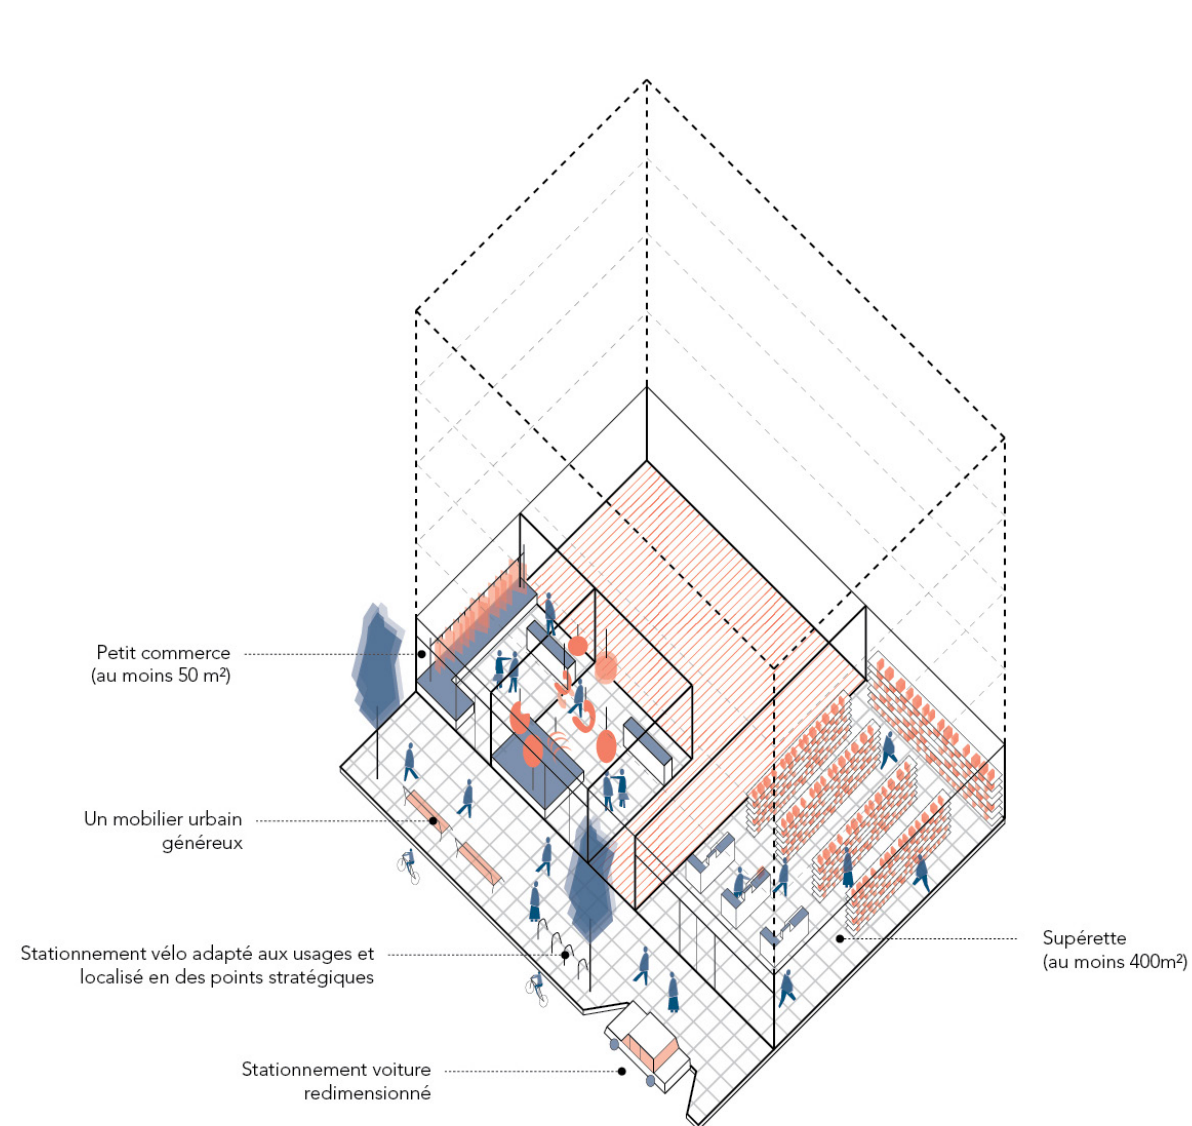 Petit commerce
(au moins 50 m²)
Un mobilier urbain
généreux
Stationnement vélo adapté aux usages et
localisé en des points stratégiques
Supérette
(au moins 400m²)
Stationnement voiture
redimensionné